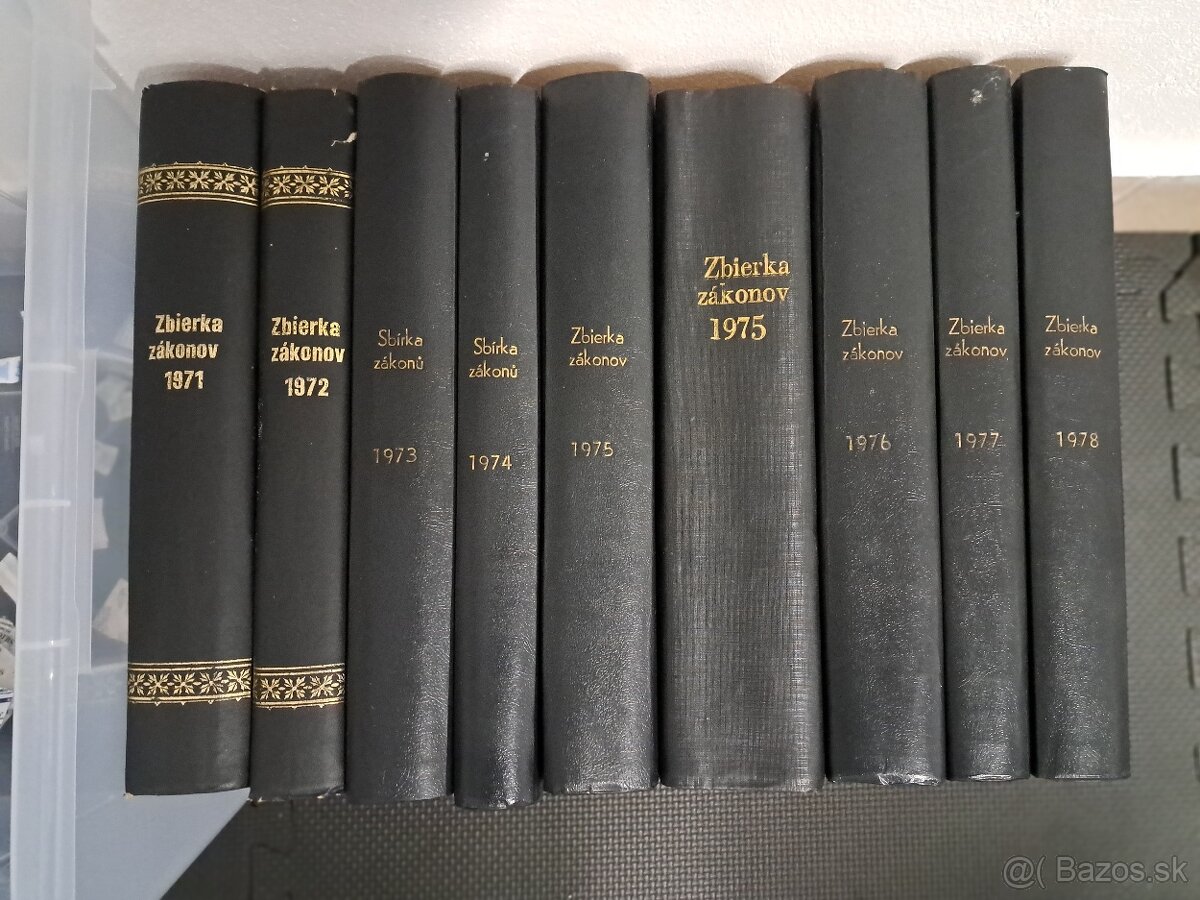 Zbierka
zákonov
1971
Zbierka
zákonov
1972
Sbírka
zákonů
1973
Sbírka
zákonů
1974
Zbierka
zákonov
1975
Zbierka
zákonov
1975
Zbierka
zákonov
1976
Zbierka
zákonov
1977
Zbierka
zákonov
1978
@( Bazos.sk